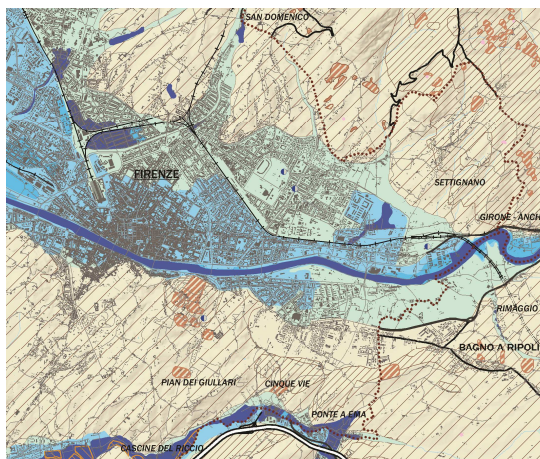 SAN DOMENICO
FIRENZE
SETTIGNANO
GIRONE - ANCH
RIMAGGIO
BAGNO A RIPOLI
PIAN DEI GIULLARI
CINQUE VIE
PONTE A EMA
CASCINE DEL RICCIO